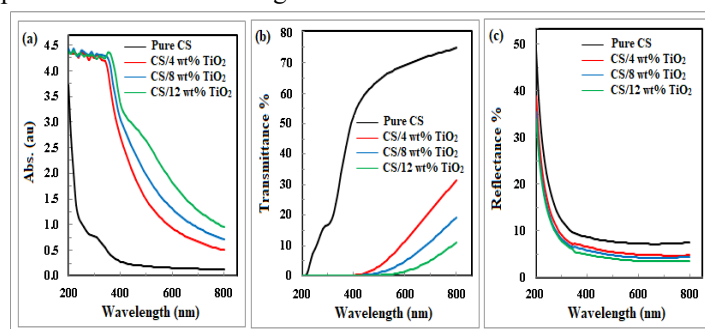 (a)
Pure CS
CS/4 wt% TiO₂
CS/8 wt% TiO₂
CS/12 wt% TiO₂
Abs. (au)
4.5
4.0
3.5
3.0
2.5
2.0
1.5
1.0
0.5
0.0
200 400 600 800
Wavelength (nm)
(b)
Pure CS
CS/4 wt% TiO₂
CS/8 wt% TiO₂
CS/12 wt% TiO₂
Transmittance %
80
70
60
50
40
30
20
10
0
200 400 600 800
Wavelength (nm)
(c)
Pure CS
CS/4 wt% TiO₂
CS/8 wt% TiO₂
CS/12 wt% TiO₂
Reflectance %
50
40
30
20
10
0
200 400 600 800
Wavelength (nm)